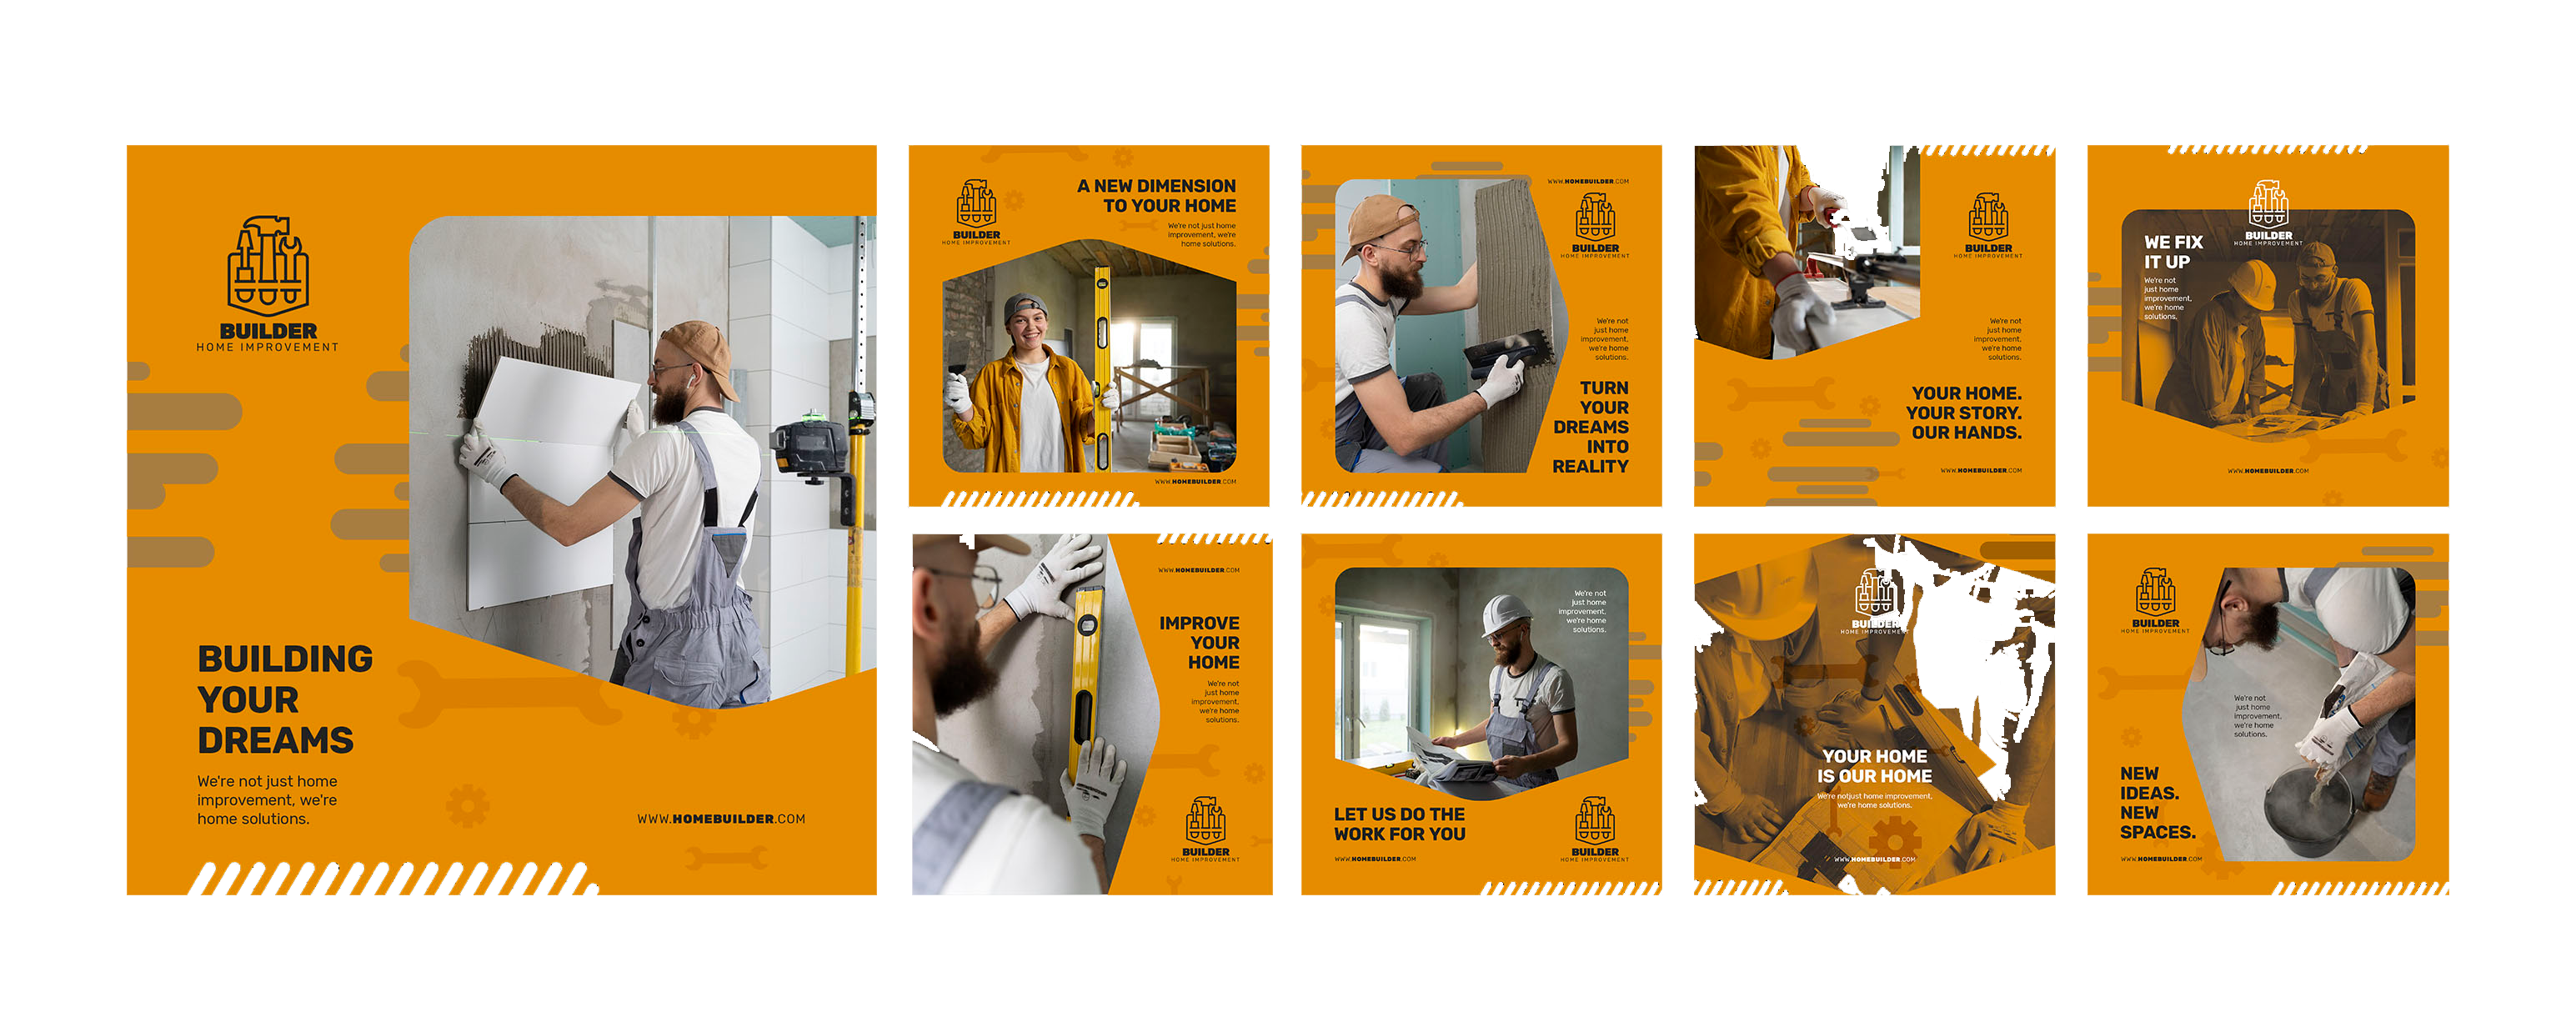 BUILDER
HOME IMPROVEMENT
BUILDING
YOUR
DREAMS
We're not just home
improvement, we're
home solutions.
WWW.HOMEBUILDER.COM
BUILDER
HOME IMPROVEMENT
A NEW DIMENSION
TO YOUR HOME
We're not just home
improvement, we're
home solutions.
WWW.HOMEBUILDER.COM
WWW.HOMEBUILDER.COM
BUILDER
HOME IMPROVEMENT
We're not
just home
improvement,
we're home
solutions.
TURN
YOUR
DREAMS
INTO
REALITY
BUILDER
HOME IMPROVEMENT
We're not
just home
improvement,
we're home
solutions.
YOUR HOME.
YOUR STORY.
OUR HANDS.
WWW.HOMEBUILDER.COM
BUILDER
HOME IMPROVEMENT
WE FIX
IT UP
We're not
just home
improvement,
we're home
solutions.
WWW.HOMEBUILDER.COM
WWW.HOMEBUILDER.COM
IMPROVE
YOUR
HOME
We're not
just home
improvement,
we're home
solutions.
BUILDER
HOME IMPROVEMENT
We're not
just home
improvement,
we're home
solutions.
LET US DO THE
WORK FOR YOU
WWW.HOMEBUILDER.COM
BUILDER
HOME IMPROVEMENT
BUILDER
HOME IMPROVEMENT
YOUR HOME
IS OUR HOME
We're notjust home improvement,
we're home solutions.
WWW.HOMEBUILDER.COM
BUILDER
HOME IMPROVEMENT
We're not
just home
improvement,
we're home
solutions.
NEW
IDEAS.
NEW
SPACES.
WWW.HOMEBUILDER.COM